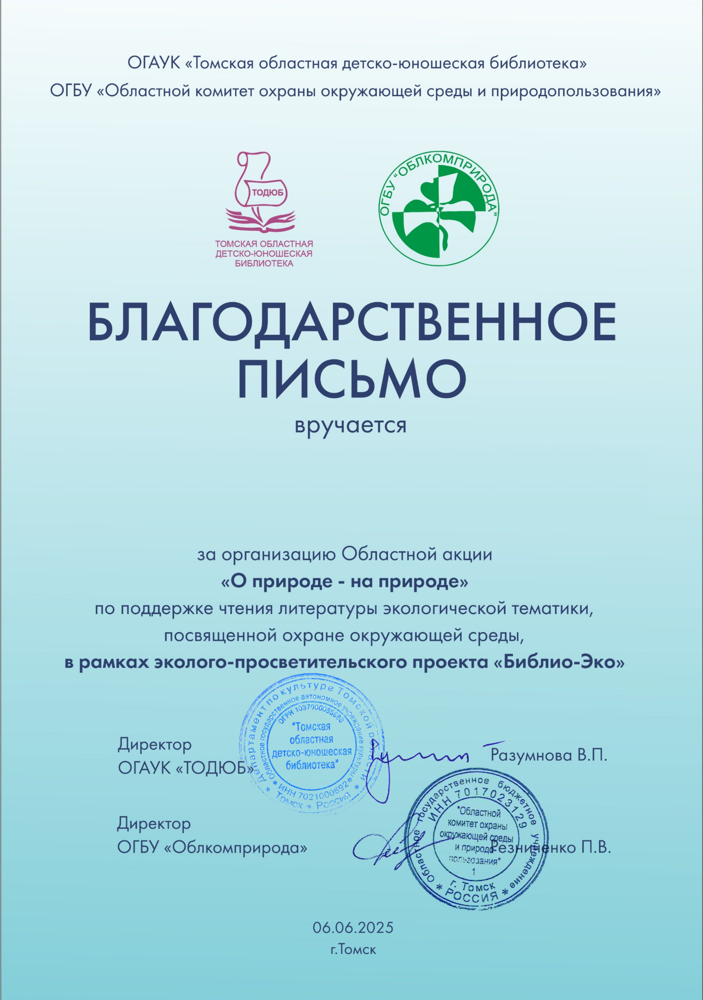 ОГАУК «Томская областная детско-юношеская библиотека»
ОГБУ «Областной комитет охраны окружающей среды и природопользования»
ТОДЮБ
ТОМСКАЯ ОБЛАСТНАЯ
ДЕТСКО-ЮНОШЕСКАЯ
БИБЛИОТЕКА
ОГБУ "ОБЛКОМПРИРОДА"
БЛАГОДАРСТВЕННОЕ
ПИСЬМО
вручается
за организацию Областной акции
«О природе - на природе»
по поддержке чтения литературы экологической тематики,
посвященной охране окружающей среды,
в рамках эколого-просветительского проекта «Библио-Эко»
Директор
ОГАУК «ТОДЮБ»
Департамент по культуре Томской области
Областное государственное автономное учреждение культуры
ОГРН 1037000085680
"Томская
областная
детско-юношеская
библиотека"
* ИНН 7021000692 *
* Томск * Россия *
Разумнова В.П.
Директор
ОГБУ «Облкомприрода»
Областное государственное бюджетное учреждение
ИНН 7017023129
"Областной
комитет охраны
окружающей среды
и природо-
пользования"
1
г. Томск
* РОССИЯ *
Резниченко П.В.
06.06.2025
г.Томск